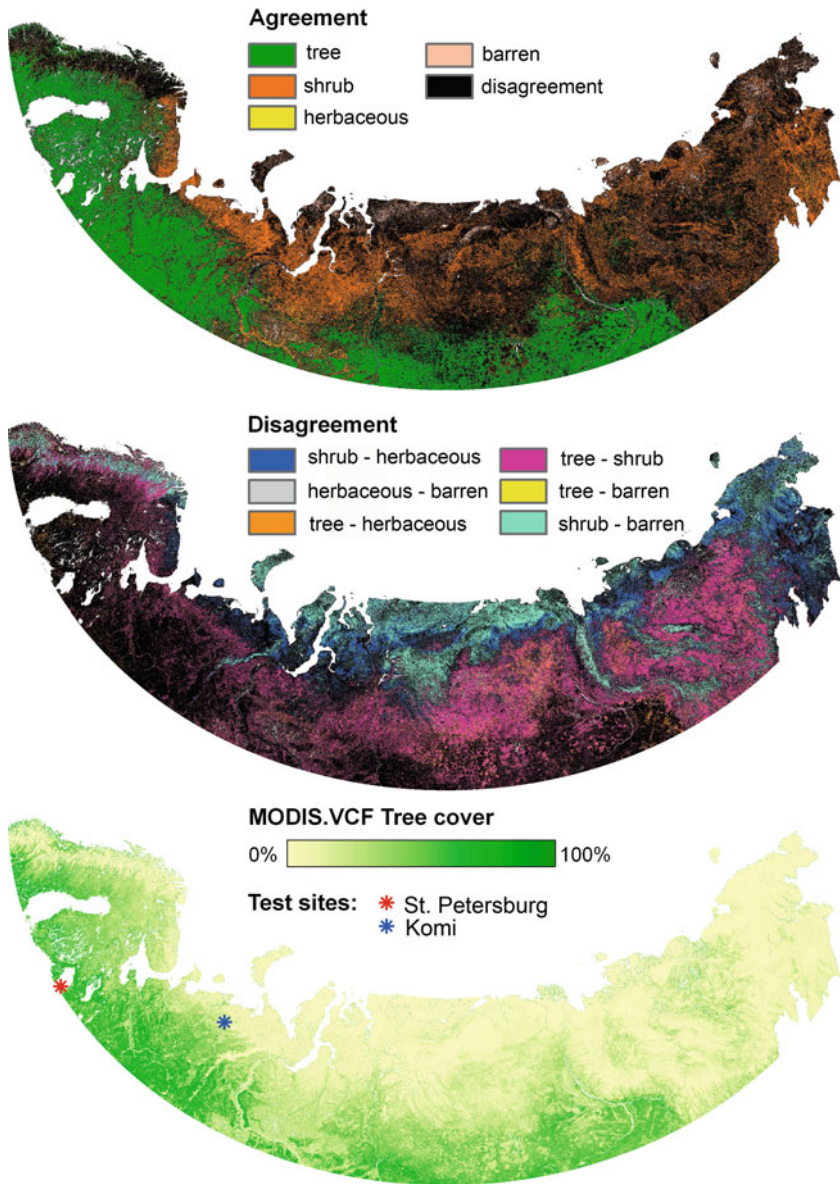 Agreement
tree
barren
shrub
disagreement
herbaceous
Disagreement
shrub - herbaceous
tree - shrub
herbaceous - barren
tree - barren
tree - herbaceous
shrub - barren
MODIS.VCF Tree cover
0%
100%
Test sites:
St. Petersburg
Komi